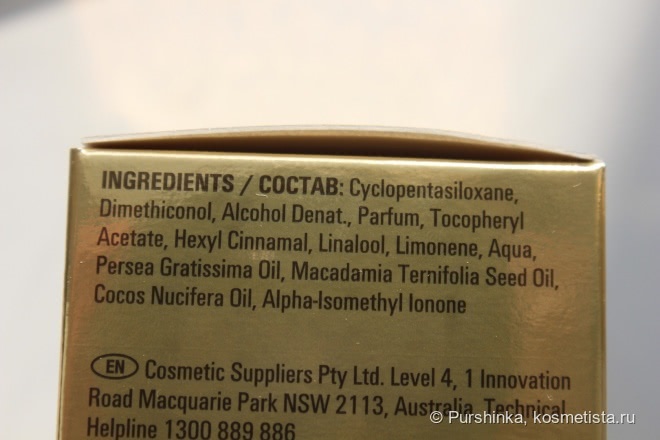 INGREDIENTS / СОСТАВ: Cyclopentasiloxane,
Dimethiconol, Alcohol Denat., Parfum, Tocopheryl
Acetate, Hexyl Cinnamal, Linalool, Limonene, Aqua,
Persea Gratissima Oil, Macadamia Ternifolia Seed Oil,
Cocos Nucifera Oil, Alpha-Isomethyl Ionone
EN Cosmetic Suppliers Pty Ltd. Level 4, 1 Innovation
Road Macquarie Park NSW 2113, Australia. Technical
Helpline 1300 889 886
© Purshinka, kosmetista.ru